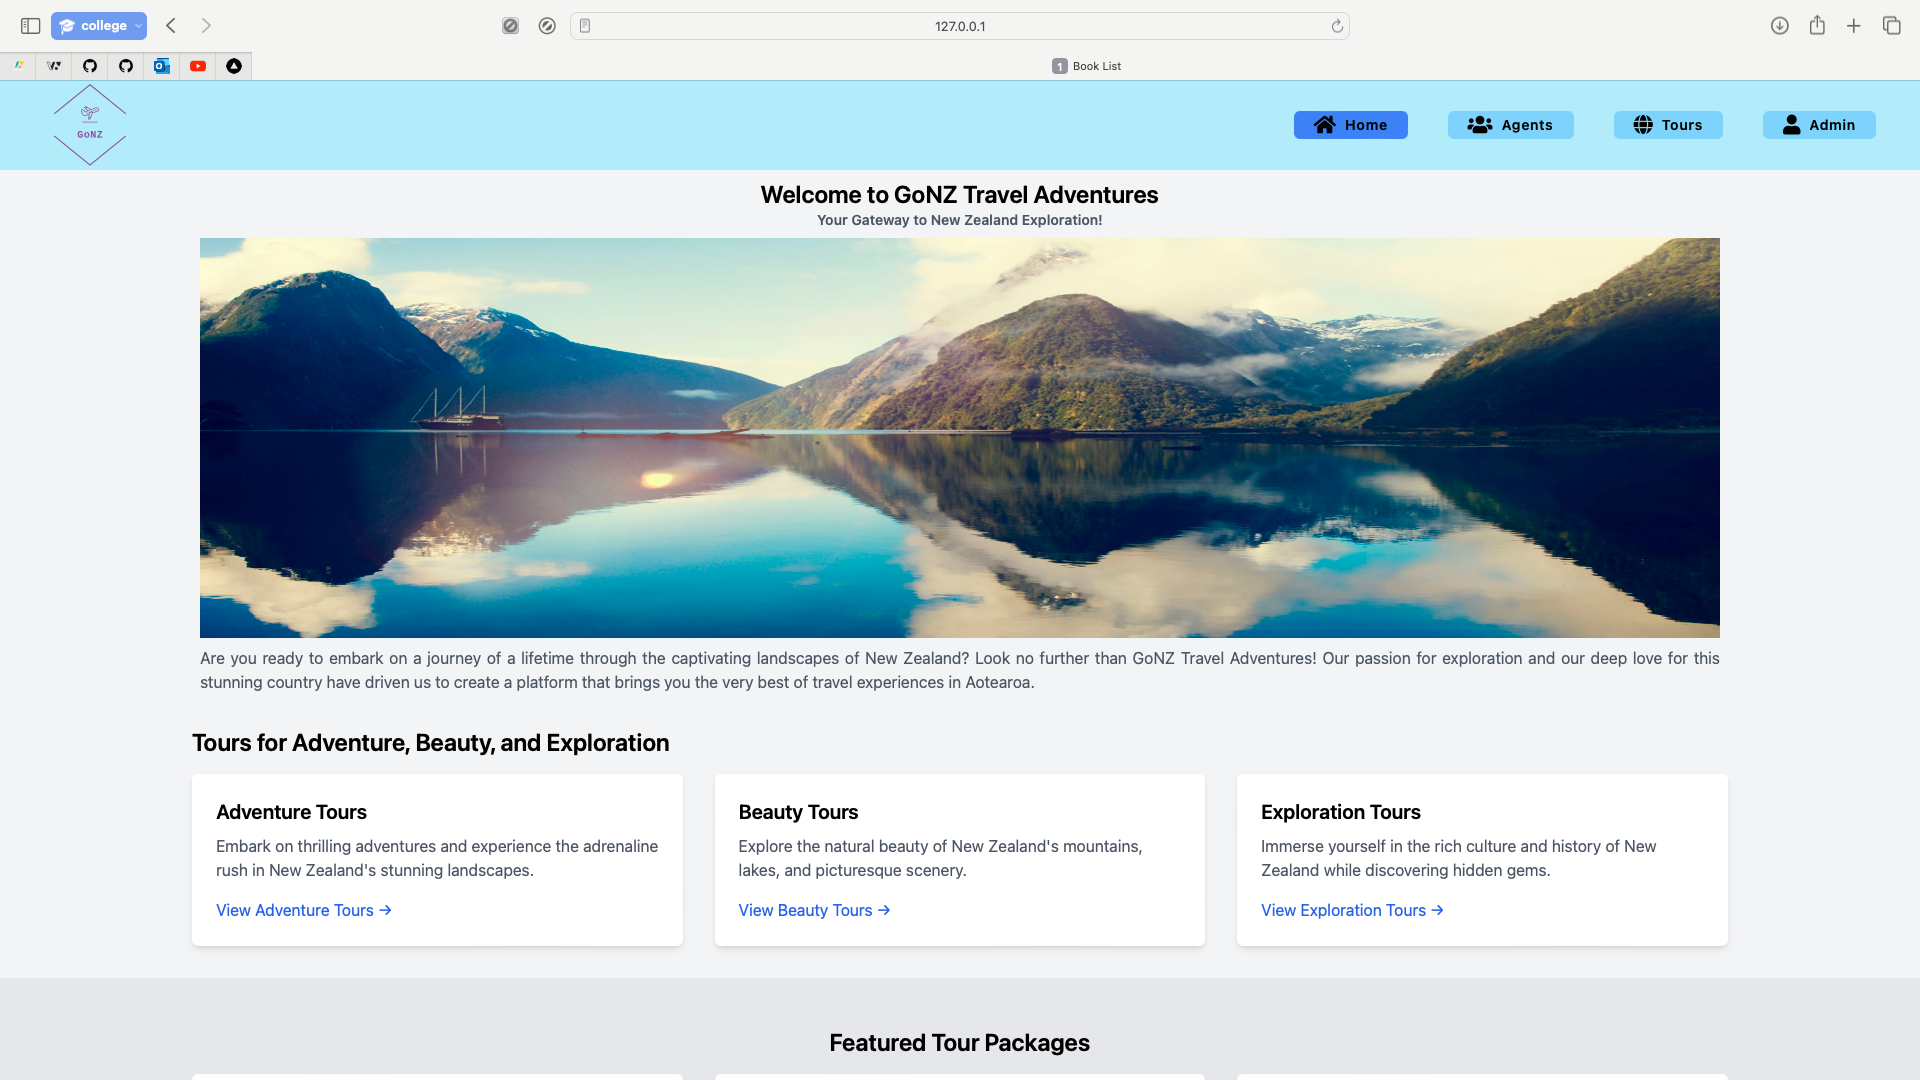 college
127.0.0.1
1 Book List
GoNZ
Home
Agents
Tours
Admin
Welcome to GoNZ Travel Adventures
Your Gateway to New Zealand Exploration!
Are you ready to embark on a journey of a lifetime through the captivating landscapes of New Zealand? Look no further than GoNZ Travel Adventures! Our passion for exploration and our deep love for this
stunning country have driven us to create a platform that brings you the very best of travel experiences in Aotearoa.
Tours for Adventure, Beauty, and Exploration
Adventure Tours
Embark on thrilling adventures and experience the adrenaline
rush in New Zealand's stunning landscapes.
View Adventure Tours →
Beauty Tours
Explore the natural beauty of New Zealand's mountains,
lakes, and picturesque scenery.
View Beauty Tours →
Exploration Tours
Immerse yourself in the rich culture and history of New
Zealand while discovering hidden gems.
View Exploration Tours →
Featured Tour Packages